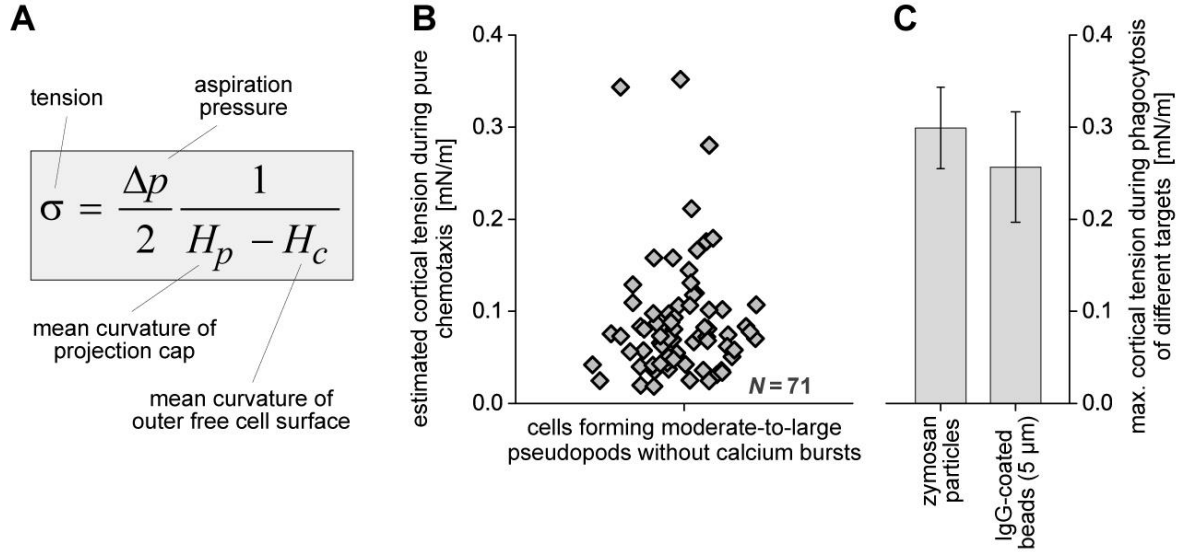 A
tension
aspiration
pressure
σ = Δp/2 1/(Hp − Hc)
mean curvature of
projection cap
mean curvature of
outer free cell surface
B
estimated cortical tension during pure
chemotaxis [mN/m]
0.4
0.3
0.2
0.1
0.0
N = 71
cells forming moderate-to-large
pseudopods without calcium bursts
C
0.4
0.3
0.2
0.1
0.0
max. cortical tension during phagocytosis
of different targets [mN/m]
zymosan
particles
IgG-coated
beads (5 µm)